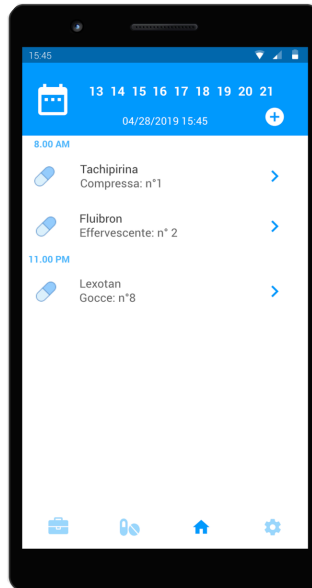 15:45
13 14 15 16 17 18 19 20 21
04/28/2019 15:45
8.00 AM
Tachipirina
Compressa: n°1
Fluibron
Effervescente: n° 2
11.00 PM
Lexotan
Gocce: n°8